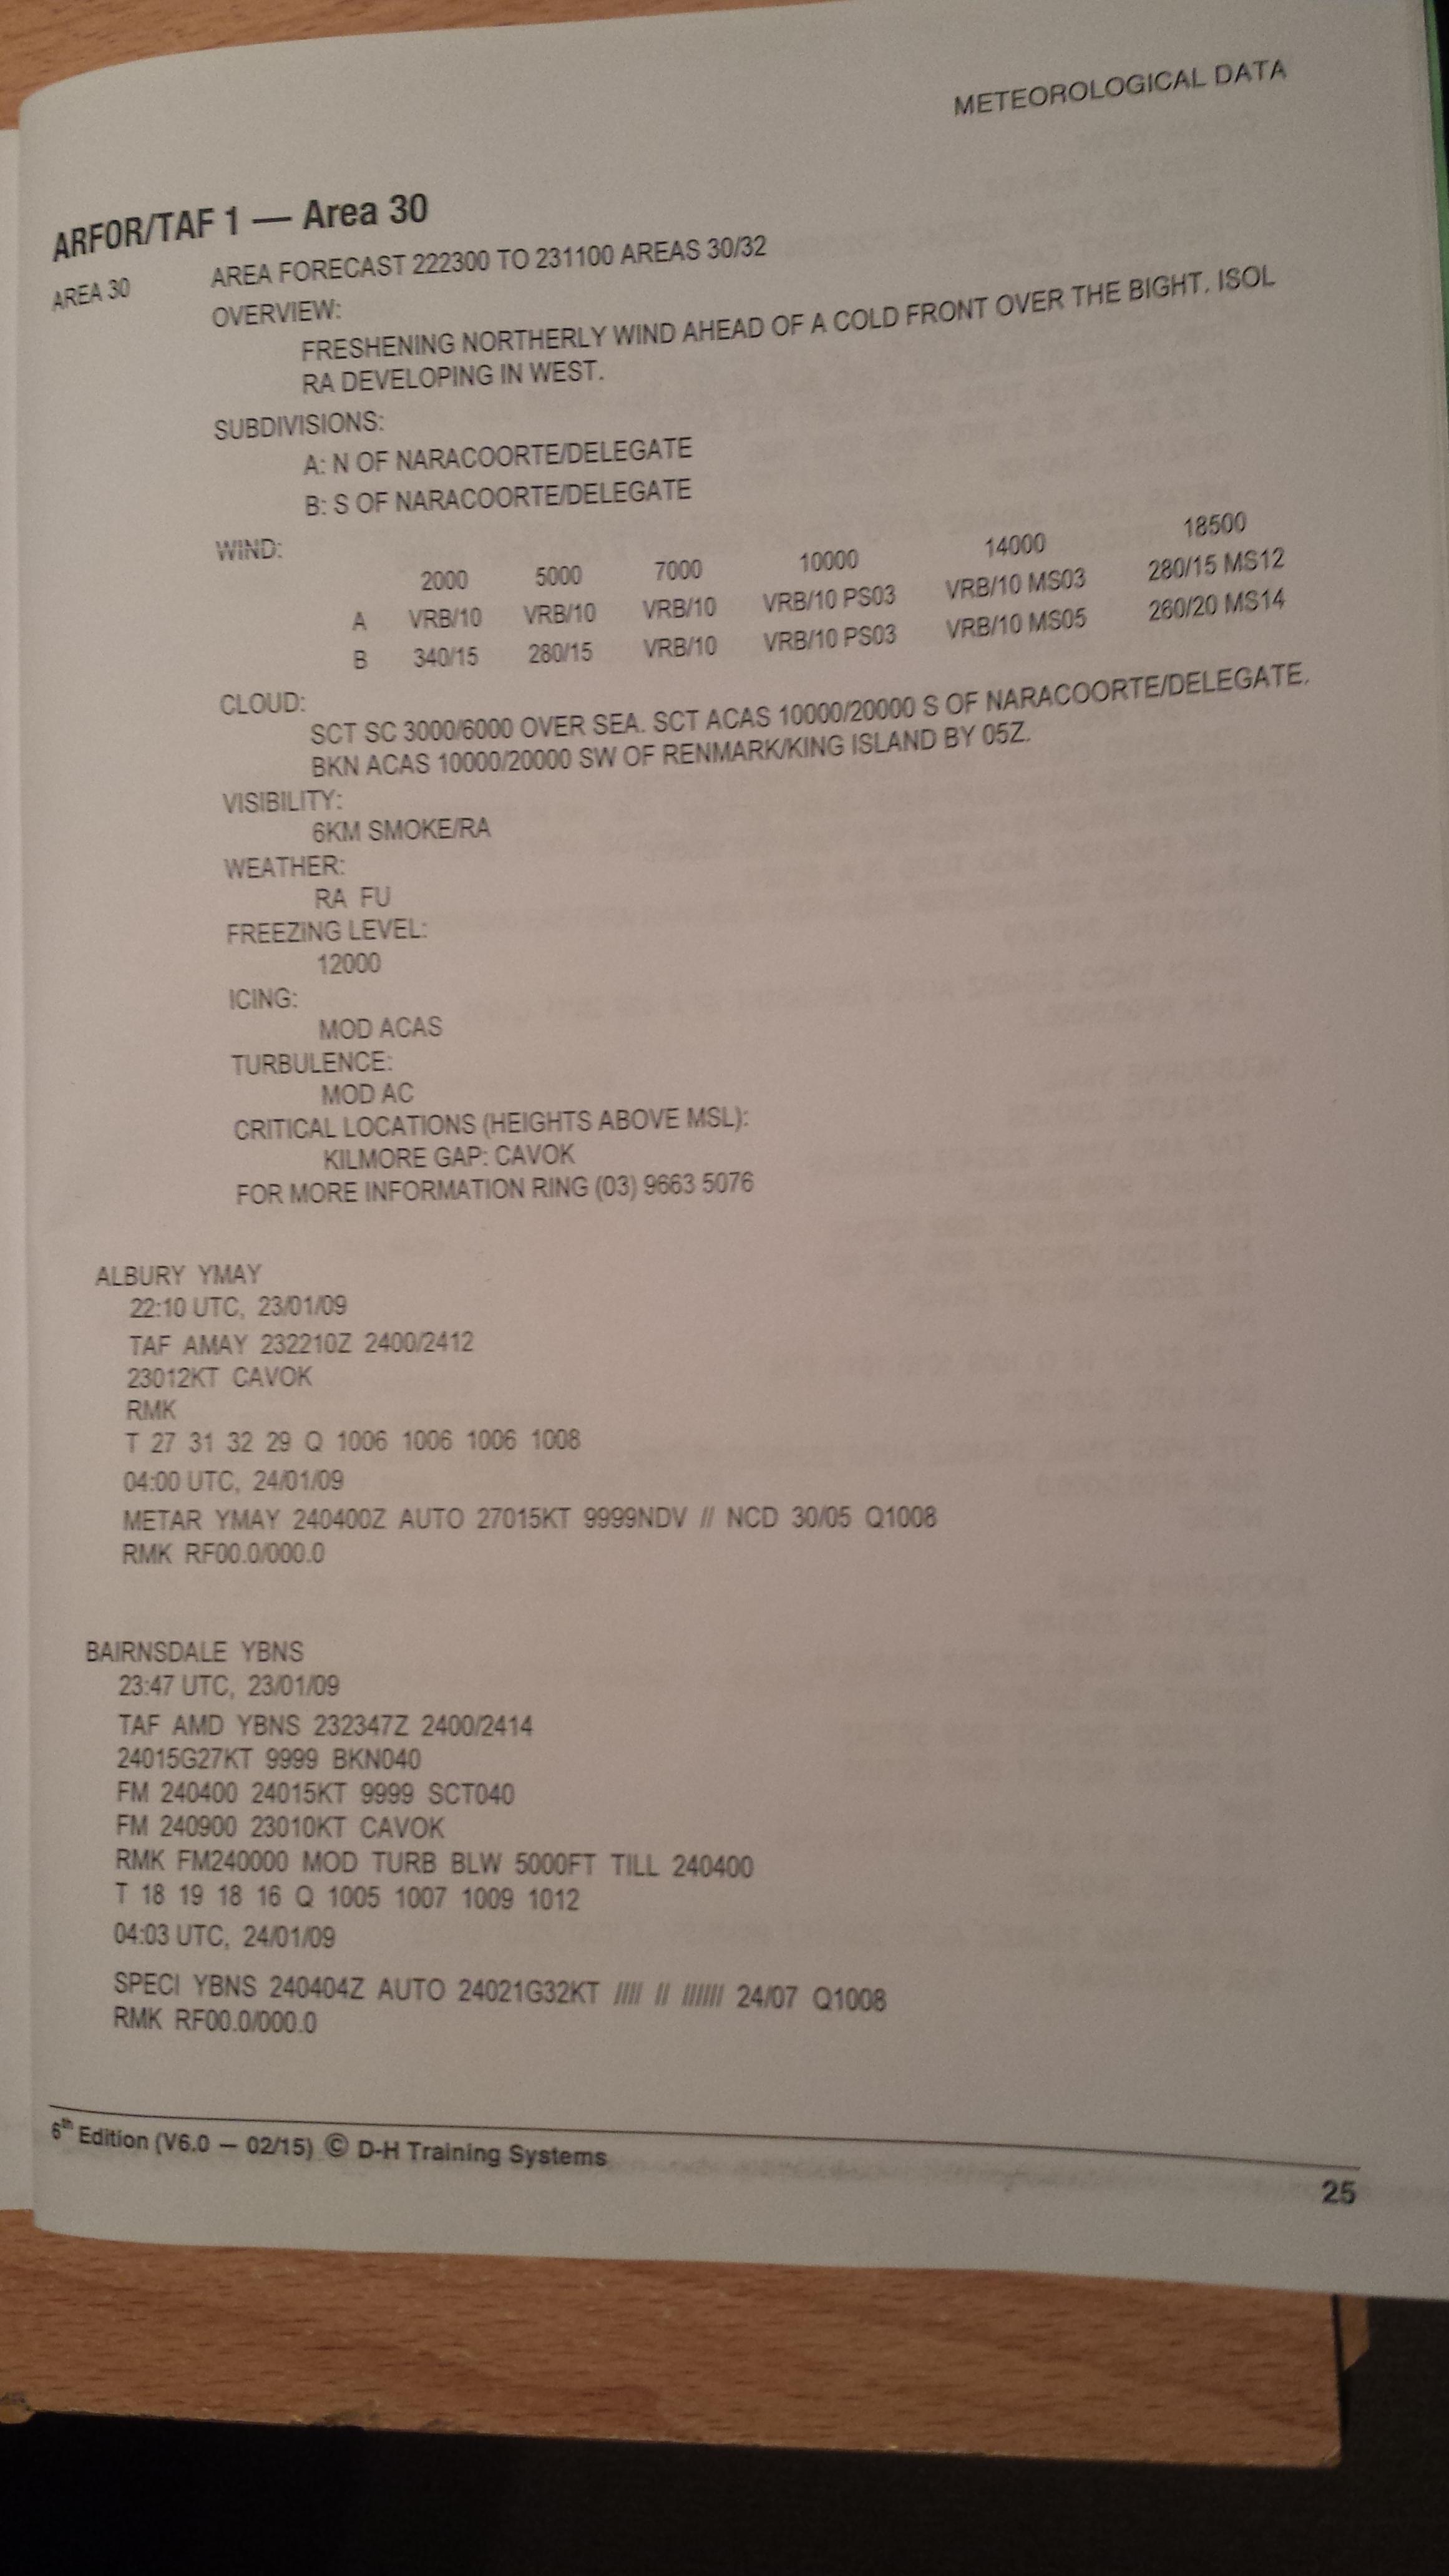 METEOROLOGICAL DATA
ARFOR/TAF 1 — Area 30
AREA 30 AREA FORECAST 222300 TO 231100 AREAS 30/32
OVERVIEW:
FRESHENING NORTHERLY WIND AHEAD OF A COLD FRONT OVER THE BIGHT. ISOL
RA DEVELOPING IN WEST.
SUBDIVISIONS:
A: N OF NARACOORTE/DELEGATE
B: S OF NARACOORTE/DELEGATE
WIND:
2000 5000 7000 10000 14000 18500
A VRB/10 VRB/10 VRB/10 VRB/10 PS03 VRB/10 MS03 280/15 MS12
B 340/15 280/15 VRB/10 VRB/10 PS03 VRB/10 MS05 260/20 MS14
CLOUD:
SCT SC 3000/6000 OVER SEA. SCT ACAS 10000/20000 S OF NARACOORTE/DELEGATE.
BKN ACAS 10000/20000 SW OF RENMARK/KING ISLAND BY 05Z.
VISIBILITY:
6KM SMOKE/RA
WEATHER:
RA FU
FREEZING LEVEL:
12000
ICING:
MOD ACAS
TURBULENCE:
MOD AC
CRITICAL LOCATIONS (HEIGHTS ABOVE MSL):
KILMORE GAP: CAVOK
FOR MORE INFORMATION RING (03) 9663 5076
ALBURY YMAY
22:10 UTC, 23/01/09
TAF AMAY 232210Z 2400/2412
23012KT CAVOK
RMK
T 27 31 32 29 Q 1006 1006 1006 1008
04:00 UTC, 24/01/09
METAR YMAY 240400Z AUTO 27015KT 9999NDV // NCD 30/05 Q1008
RMK RF00.0/000.0
BAIRNSDALE YBNS
23:47 UTC, 23/01/09
TAF AMD YBNS 232347Z 2400/2414
24015G27KT 9999 BKN040
FM 240400 24015KT 9999 SCT040
FM 240900 23010KT CAVOK
RMK FM240000 MOD TURB BLW 5000FT TILL 240400
T 18 19 18 16 Q 1005 1007 1009 1012
04:03 UTC, 24/01/09
SPECI YBNS 240404Z AUTO 24021G32KT //// // ////// 24/07 Q1008
RMK RF00.0/000.0
6th Edition (V6.0 – 02/15) © D-H Training Systems
25